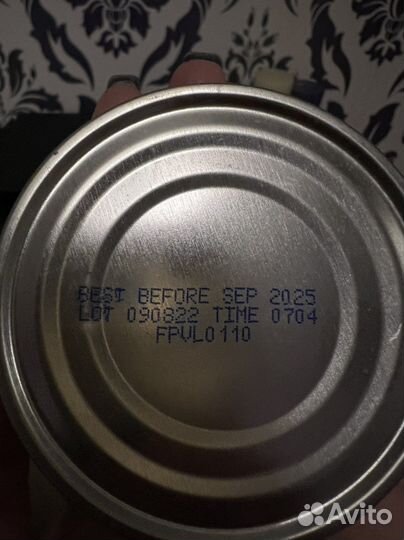 BEST BEFORE SEP 2025
LOT 090822 TIME 0704
FPVL0110
Avito